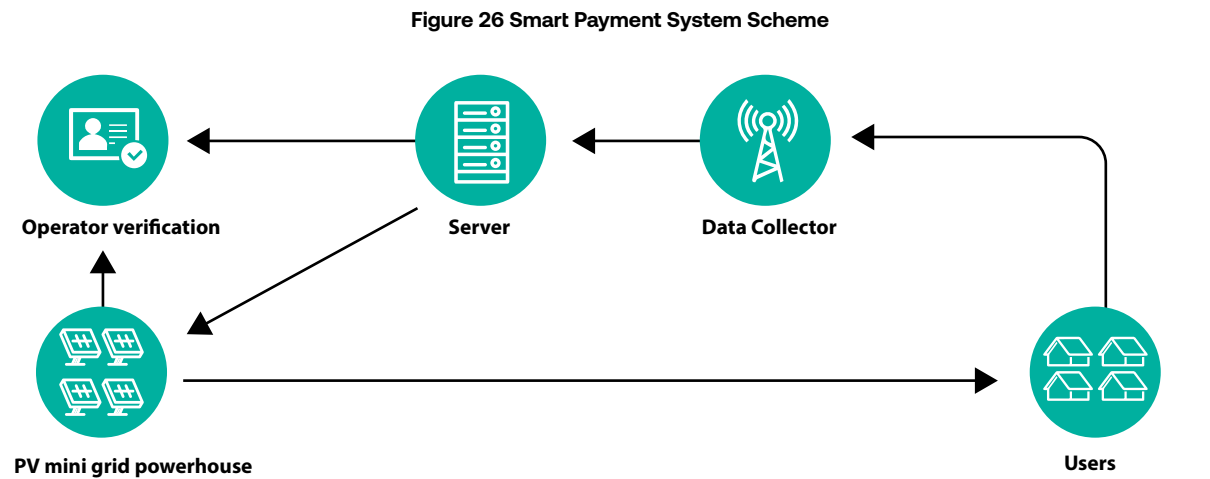 Figure 26 Smart Payment System Scheme
Operator verification
Server
Data Collector
PV mini grid powerhouse
Users